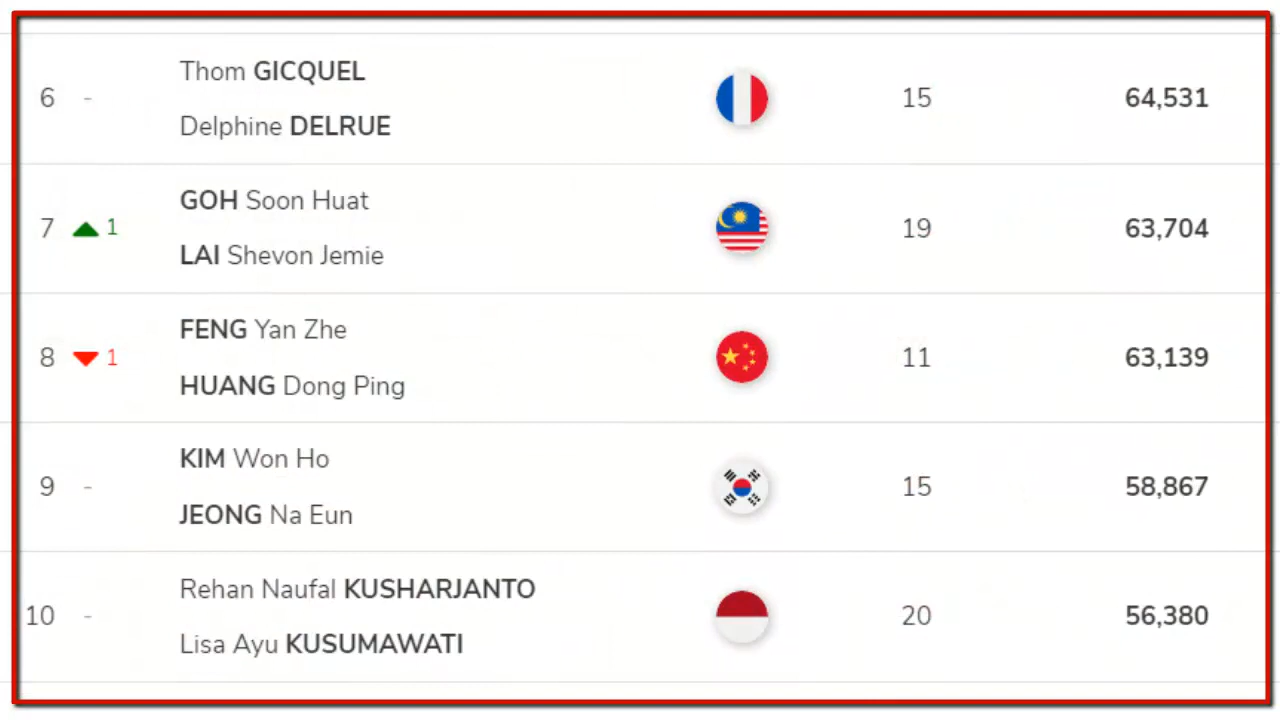 6 - Thom GICQUEL
Delphine DELRUE
15 64,531
7 1 GOH Soon Huat
LAI Shevon Jemie
19 63,704
8 1 FENG Yan Zhe
HUANG Dong Ping
11 63,139
9 - KIM Won Ho
JEONG Na Eun
15 58,867
10 - Rehan Naufal KUSHARJANTO
Lisa Ayu KUSUMAWATI
20 56,380